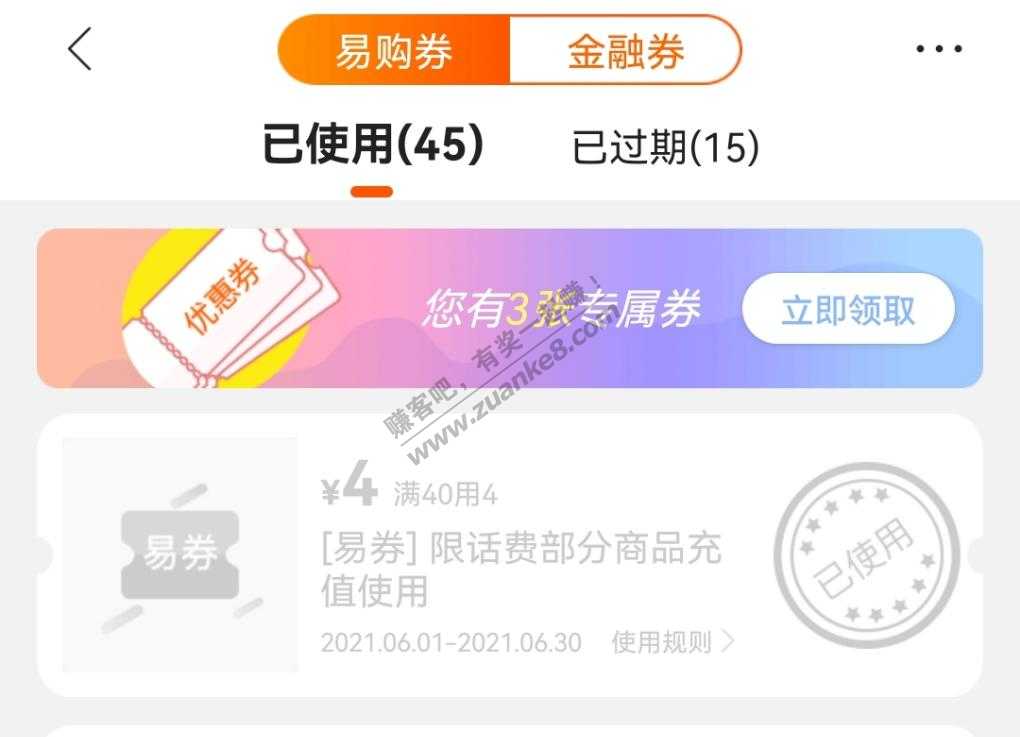 易购券 金融券
已使用(45) 已过期(15)
优惠券
您有3张专属券
立即领取
赚客吧，有奖一起赚！
www.zuanke8.com
¥4 满40用4
易券
[易券] 限话费部分商品充
值使用
2021.06.01-2021.06.30 使用规则
已使用